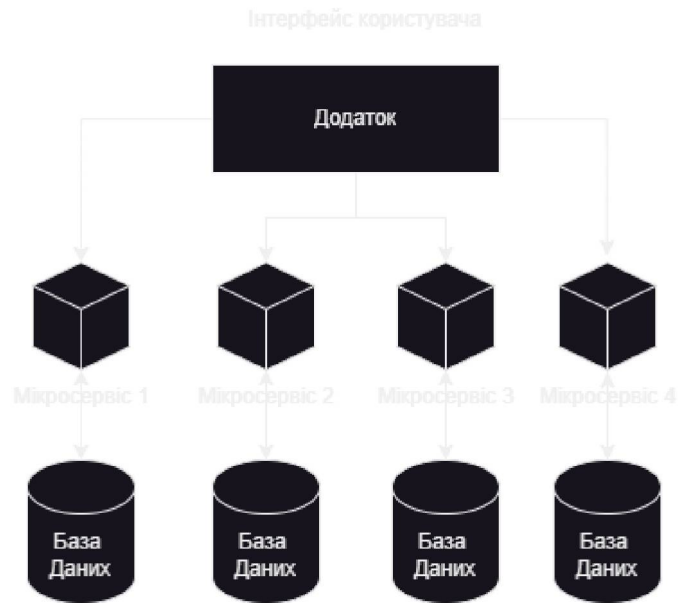 Інтерфейс користувача
Додаток
Мікросервіс 1 Мікросервіс 2 Мікросервіс 3 Мікросервіс 4
База База База База
Даних Даних Даних Даних